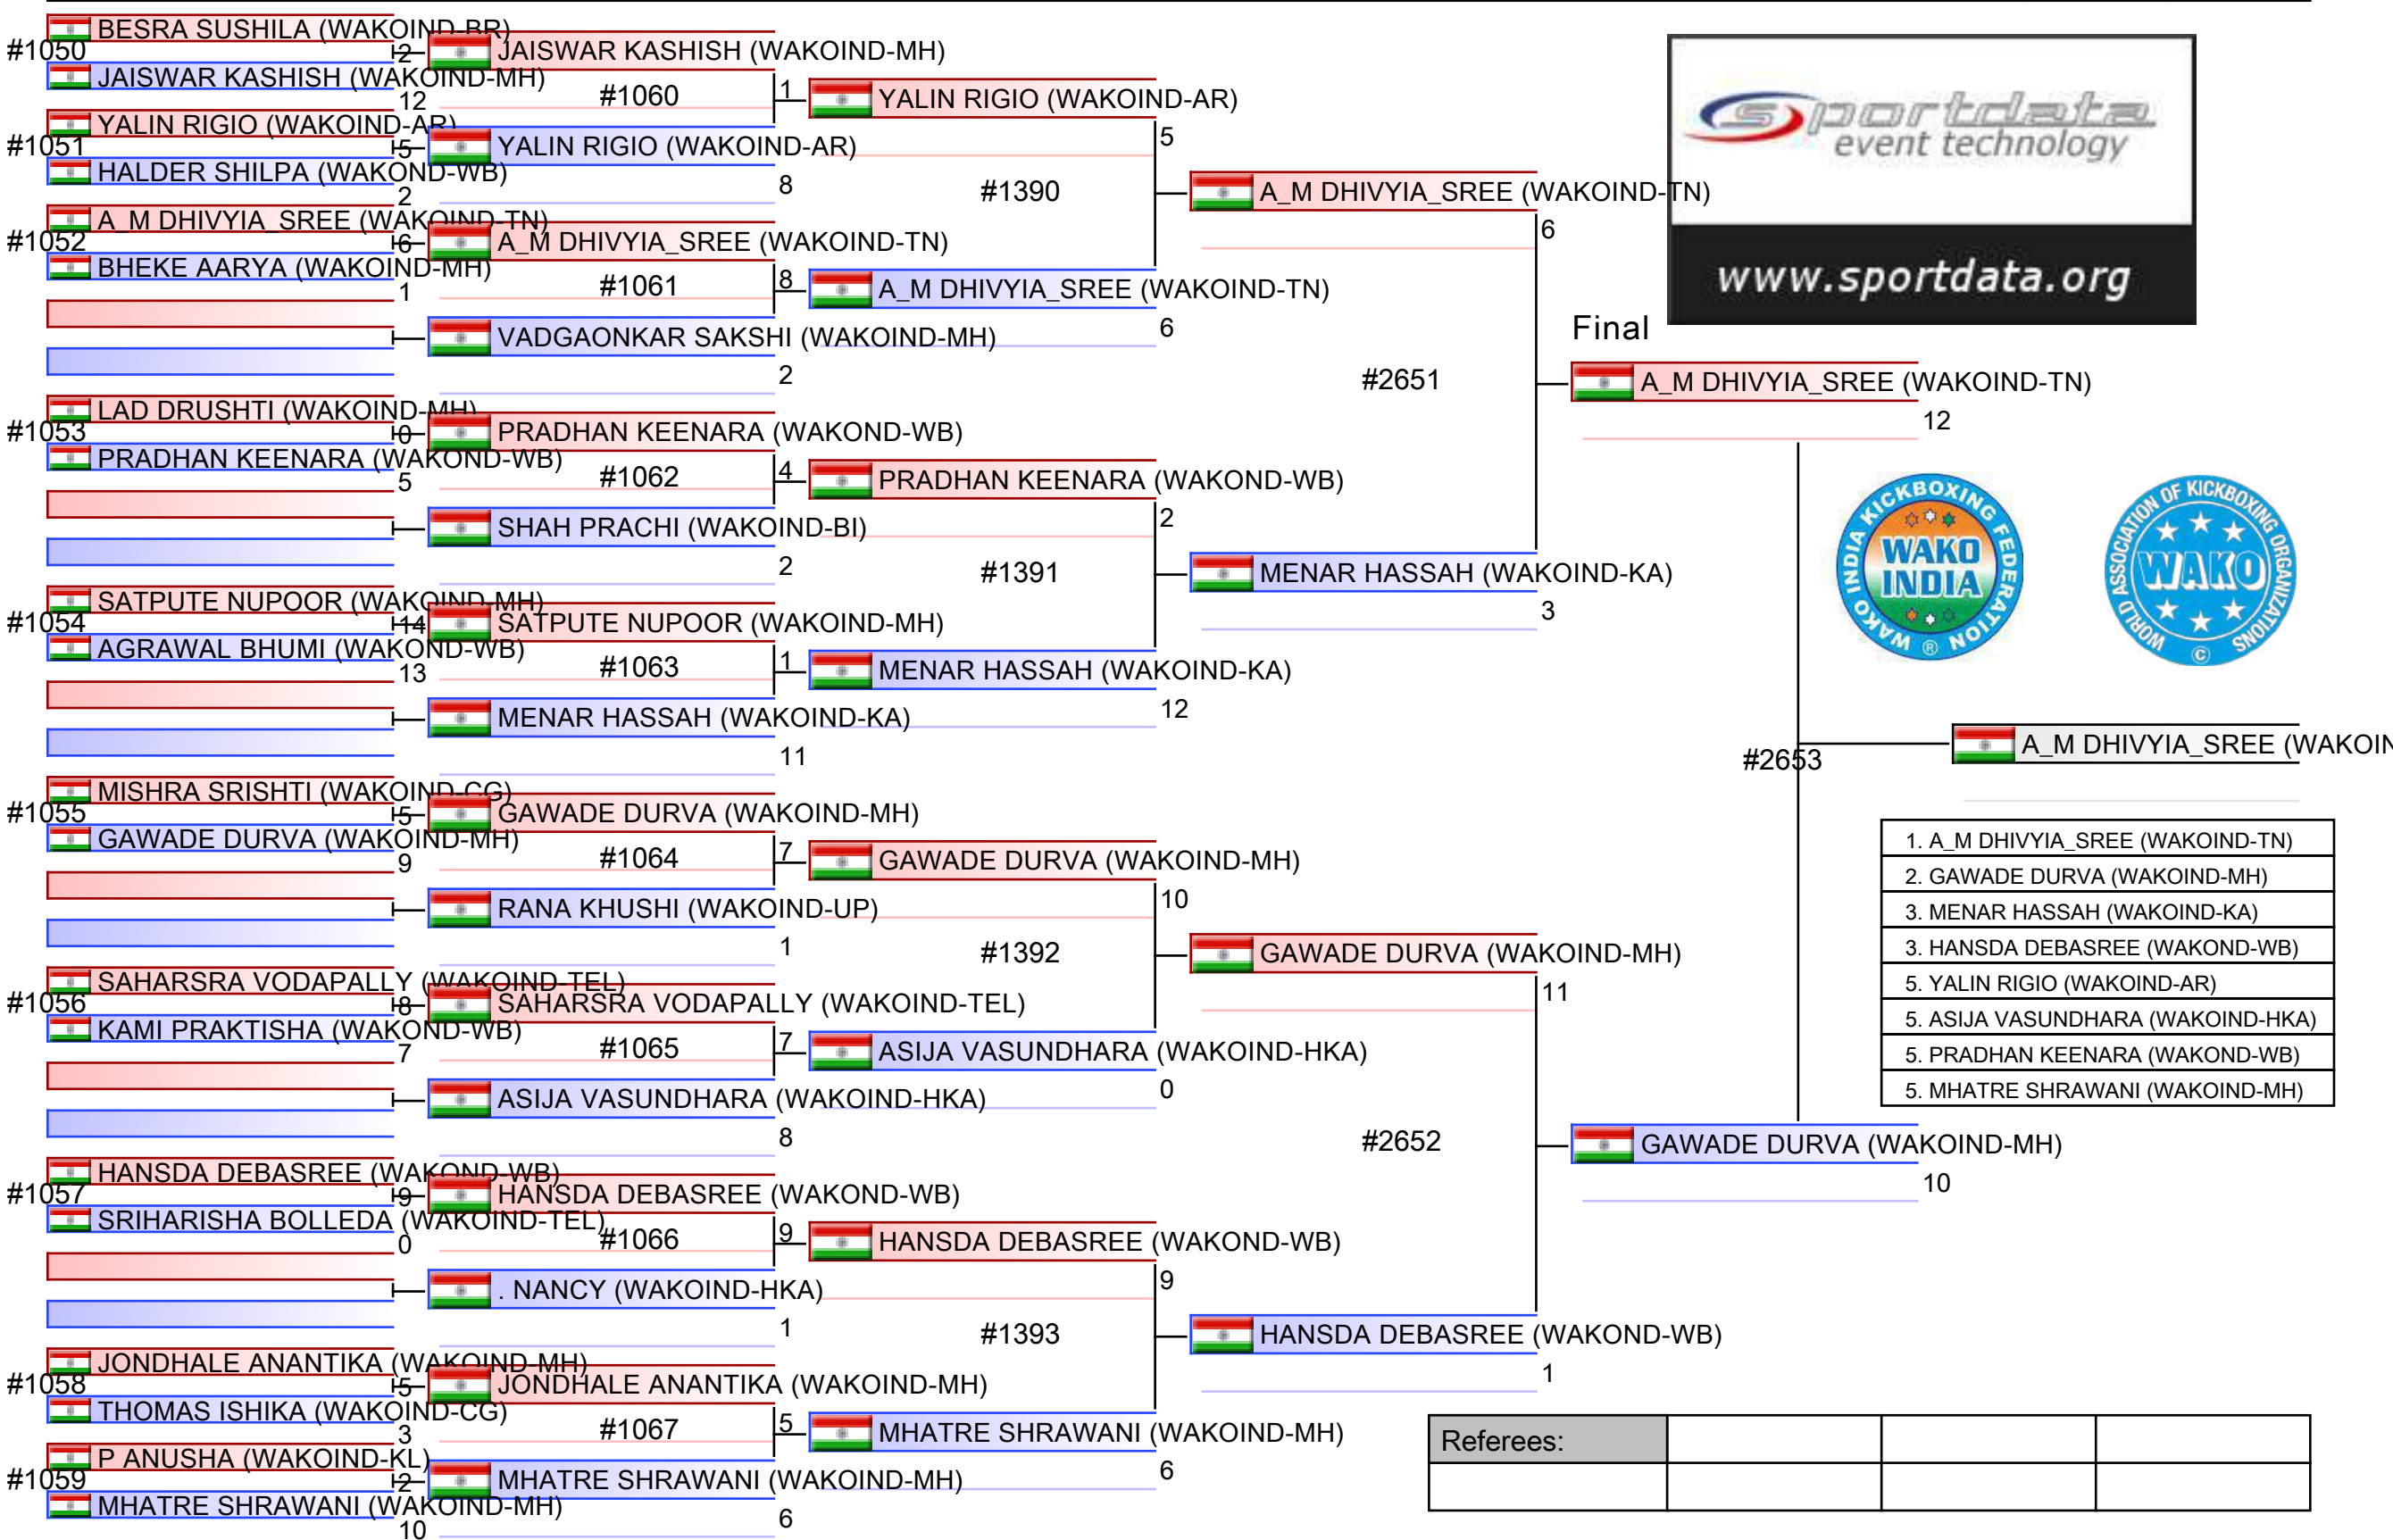 BESRA SUSHILA (WAKOIND-BR)
#1050
2
JAISWAR KASHISH (WAKOIND-MH)
12
YALIN RIGIO (WAKOIND-AR)
#1051
5
HALDER SHILPA (WAKOND-WB)
2
A_M DHIVYIA_SREE (WAKOIND-TN)
#1052
6
BHEKE AARYA (WAKOIND-MH)
1
LAD DRUSHTI (WAKOIND-MH)
#1053
0
PRADHAN KEENARA (WAKOND-WB)
5
SATPUTE NUPOOR (WAKOIND-MH)
#1054
14
AGRAWAL BHUMI (WAKOND-WB)
13
MISHRA SRISHTI (WAKOIND-CG)
#1055
5
GAWADE DURVA (WAKOIND-MH)
9
SAHARSRA VODAPALLY (WAKOIND-TEL)
#1056
8
KAMI PRAKTISHA (WAKOND-WB)
7
HANSDA DEBASREE (WAKOND-WB)
#1057
9
SRIHARISHA BOLLEDA (WAKOIND-TEL)
0
JONDHALE ANANTIKA (WAKOIND-MH)
#1058
5
THOMAS ISHIKA (WAKOIND-CG)
3
P ANUSHA (WAKOIND-KL)
#1059
2
MHATRE SHRAWANI (WAKOIND-MH)
10
JAISWAR KASHISH (WAKOIND-MH)
#1060
1
YALIN RIGIO (WAKOIND-AR)
8
A_M DHIVYIA_SREE (WAKOIND-TN)
#1061
8
VADGAONKAR SAKSHI (WAKOIND-MH)
2
PRADHAN KEENARA (WAKOND-WB)
#1062
4
SHAH PRACHI (WAKOIND-BI)
2
SATPUTE NUPOOR (WAKOIND-MH)
#1063
1
MENAR HASSAH (WAKOIND-KA)
11
GAWADE DURVA (WAKOIND-MH)
#1064
7
RANA KHUSHI (WAKOIND-UP)
1
SAHARSRA VODAPALLY (WAKOIND-TEL)
#1065
7
ASIJA VASUNDHARA (WAKOIND-HKA)
8
HANSDA DEBASREE (WAKOND-WB)
#1066
9
. NANCY (WAKOIND-HKA)
1
JONDHALE ANANTIKA (WAKOIND-MH)
#1067
5
MHATRE SHRAWANI (WAKOIND-MH)
6
YALIN RIGIO (WAKOIND-AR)
5
#1390
A_M DHIVYIA_SREE (WAKOIND-TN)
6
PRADHAN KEENARA (WAKOND-WB)
2
#1391
MENAR HASSAH (WAKOIND-KA)
12
GAWADE DURVA (WAKOIND-MH)
10
#1392
ASIJA VASUNDHARA (WAKOIND-HKA)
0
HANSDA DEBASREE (WAKOND-WB)
9
#1393
MHATRE SHRAWANI (WAKOIND-MH)
6
A_M DHIVYIA_SREE (WAKOIND-TN)
6
#2651
MENAR HASSAH (WAKOIND-KA)
3
GAWADE DURVA (WAKOIND-MH)
11
#2652
HANSDA DEBASREE (WAKOND-WB)
1
sportdata
event technology
www.sportdata.org
Final
A_M DHIVYIA_SREE (WAKOIND-TN)
12
WAKO INDIA KICKBOXING FEDERATION
WAKO
INDIA
®
WORLD ASSOCIATION OF KICKBOXING ORGANIZATIONS
WAKO
©
#2653
A_M DHIVYIA_SREE (WAKOIN
1. A_M DHIVYIA_SREE (WAKOIND-TN)
2. GAWADE DURVA (WAKOIND-MH)
3. MENAR HASSAH (WAKOIND-KA)
3. HANSDA DEBASREE (WAKOND-WB)
5. YALIN RIGIO (WAKOIND-AR)
5. ASIJA VASUNDHARA (WAKOIND-HKA)
5. PRADHAN KEENARA (WAKOND-WB)
5. MHATRE SHRAWANI (WAKOIND-MH)
GAWADE DURVA (WAKOIND-MH)
10
Referees: